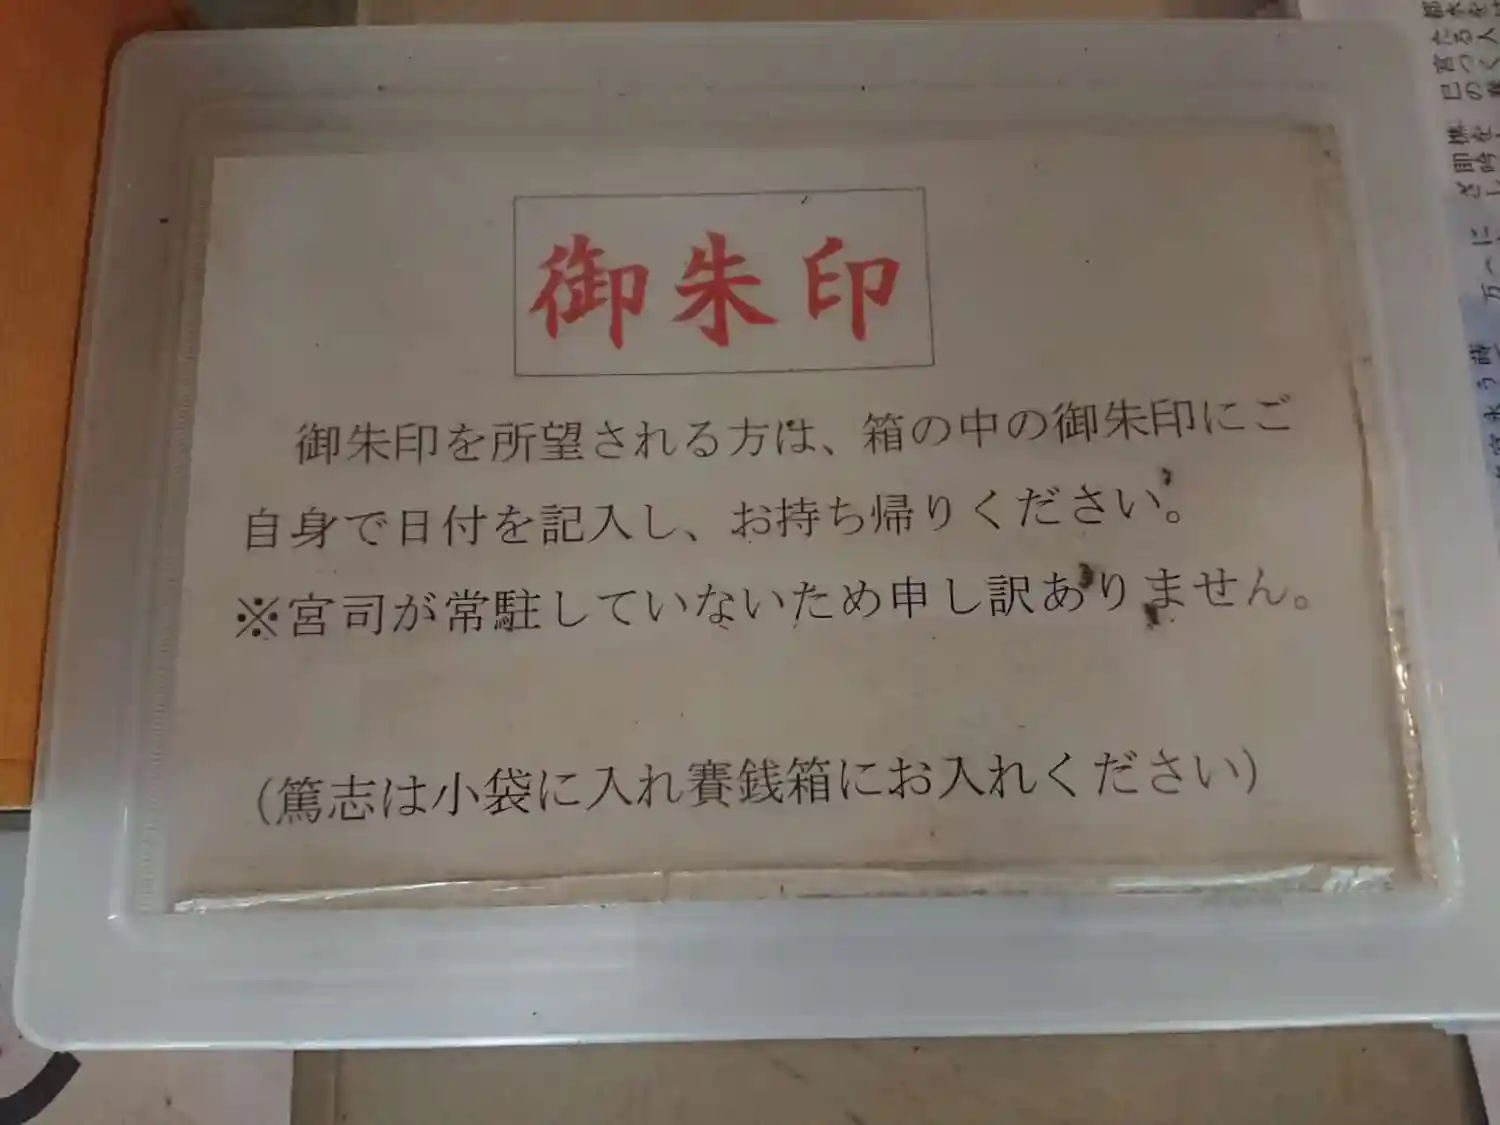 御朱印
御朱印を所望される方は、箱の中の御朱印にご
自身で日付を記入し、お持ち帰りください。
※宮司が常駐していないため申し訳ありません。
（篤志は小袋に入れ賽銭箱にお入れください）